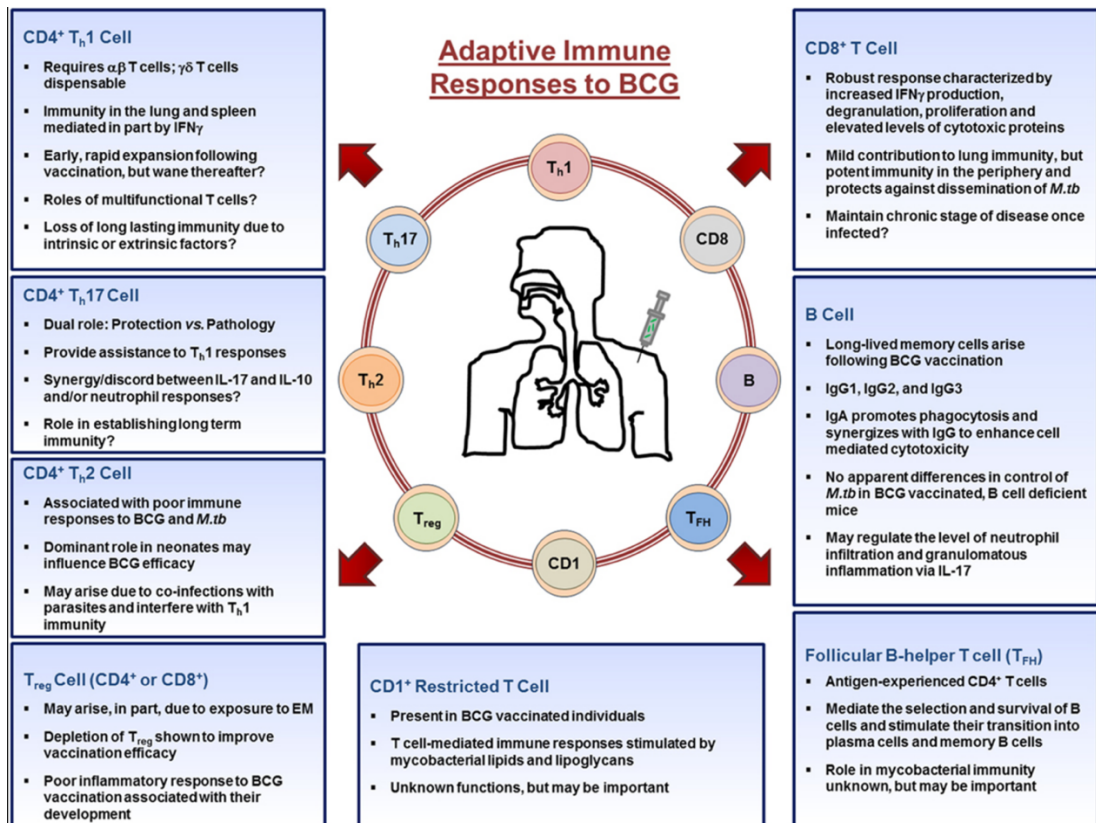 Adaptive Immune
Responses to BCG
CD4⁺ Tₕ1 Cell
▪ Requires αβ T cells; γδ T cells
dispensable
▪ Immunity in the lung and spleen
mediated in part by IFNγ
▪ Early, rapid expansion following
vaccination, but wane thereafter?
▪ Roles of multifunctional T cells?
▪ Loss of long lasting immunity due to
intrinsic or extrinsic factors?
CD4⁺ Tₕ17 Cell
▪ Dual role: Protection vs. Pathology
▪ Provide assistance to Tₕ1 responses
▪ Synergy/discord between IL-17 and IL-10
and/or neutrophil responses?
▪ Role in establishing long term
immunity?
CD4⁺ Tₕ2 Cell
▪ Associated with poor immune
responses to BCG and M.tb
▪ Dominant role in neonates may
influence BCG efficacy
▪ May arise due to co-infections with
parasites and interfere with Tₕ1
immunity
T reg Cell (CD4⁺ or CD8⁺)
▪ May arise, in part, due to exposure to EM
▪ Depletion of T reg shown to improve
vaccination efficacy
▪ Poor inflammatory response to BCG
vaccination associated with their
development
Tₕ1
Tₕ17
CD8
Tₕ2
B
T reg
T FH
CD1
CD1⁺ Restricted T Cell
▪ Present in BCG vaccinated individuals
▪ T cell-mediated immune responses stimulated by
mycobacterial lipids and lipoglycans
▪ Unknown functions, but may be important
CD8⁺ T Cell
▪ Robust response characterized by
increased IFNγ production,
degranulation, proliferation and
elevated levels of cytotoxic proteins
▪ Mild contribution to lung immunity, but
potent immunity in the periphery and
protects against dissemination of M.tb
▪ Maintain chronic stage of disease once
infected?
B Cell
▪ Long-lived memory cells arise
following BCG vaccination
▪ IgG1, IgG2, and IgG3
▪ IgA promotes phagocytosis and
synergizes with IgG to enhance cell
mediated cytotoxicity
▪ No apparent differences in control of
M.tb in BCG vaccinated, B cell deficient
mice
▪ May regulate the level of neutrophil
infiltration and granulomatous
inflammation via IL-17
Follicular B-helper T cell (T FH)
▪ Antigen-experienced CD4⁺ T cells
▪ Mediate the selection and survival of B
cells and stimulate their transition into
plasma cells and memory B cells
▪ Role in mycobacterial immunity
unknown, but may be important